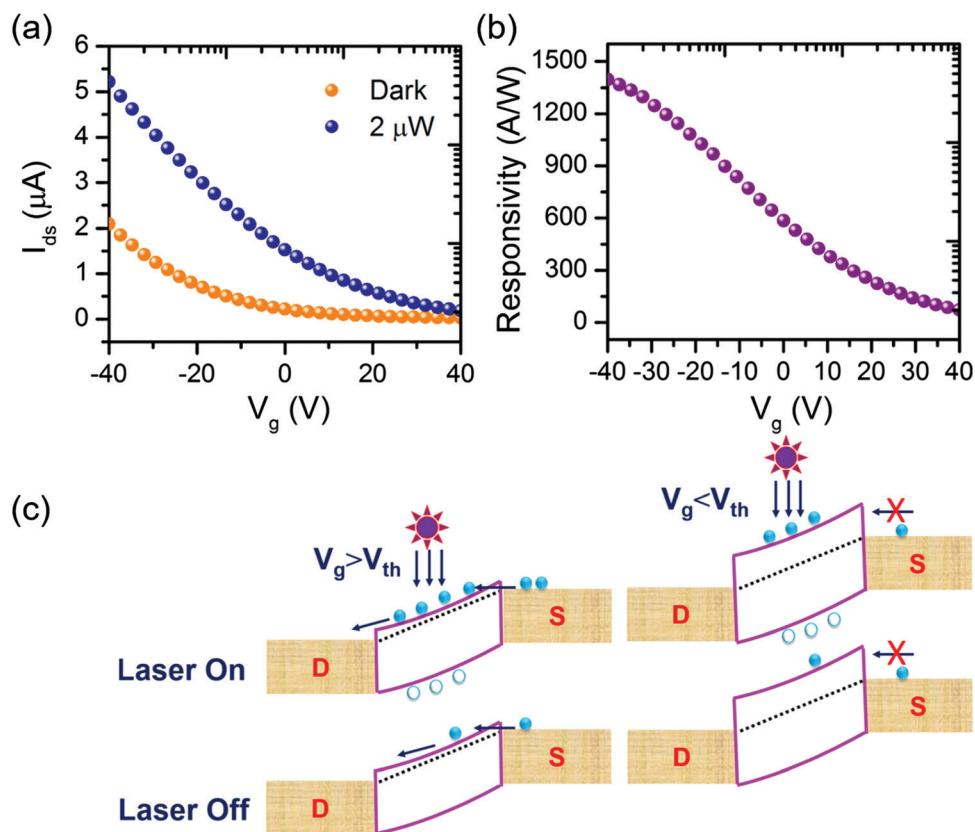 (a)
6
5
4
3
2
1
0
I_ds (μA)
Dark
2 μW
-40 -20 0 20 40
V_g (V)
(b)
1500
1200
900
600
300
0
Responsivity (A/W)
-40 -30 -20 -10 0 10 20 30 40
V_g (V)
(c)
V_g>V_th
D
S
Laser On
V_g<V_th
D
S
D
S
Laser Off
D
S